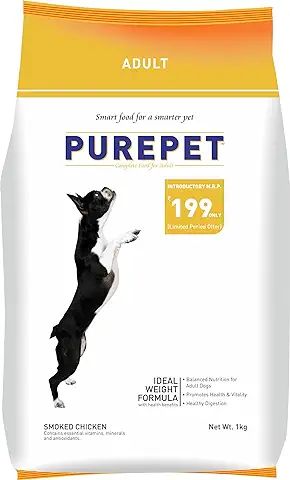 ADULT
Smart food for a smarter pet
PUREPET
Complete Food for Adult
INTRODUCTORY M.R.P.
₹199 ONLY
(Limited Period Offer)
IDEAL
WEIGHT
FORMULA
with health benefits
• Balanced Nutrition for
Adult Dogs
• Promotes Health & Vitality
• Healthy Digestion
SMOKED CHICKEN
Contains essential vitamins, minerals
and antioxidants.
Net Wt. 1kg